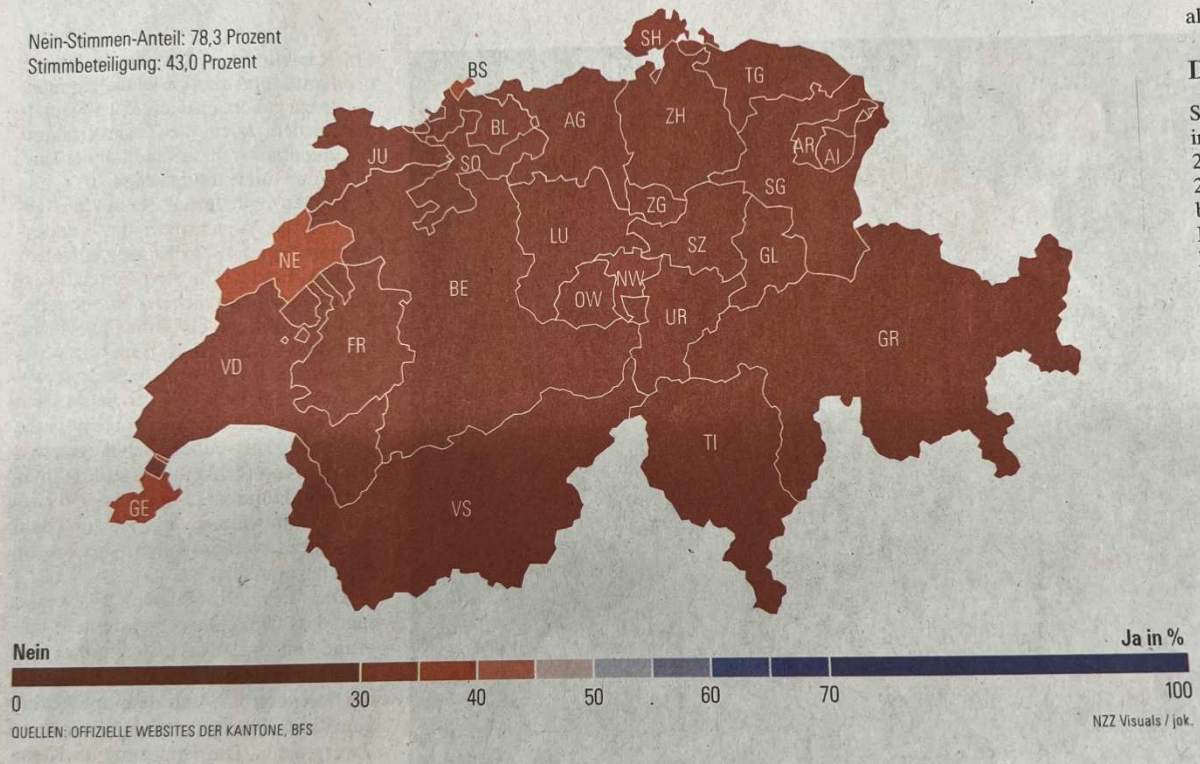 Nein-Stimmen-Anteil: 78,3 Prozent
Stimmbeteiligung: 43,0 Prozent
SH
BS
TG
BL
AG
ZH
JU
SO
AR
AI
SG
ZG
LU
SZ
NE
GL
BE
NW
OW
UR
FR
GR
VD
TI
GE
VS
Nein
Ja in %
0
30
40
50
60
70
100
QUELLEN: OFFIZIELLE WEBSITES DER KANTONE, BFS
NZZ Visuals / jok.